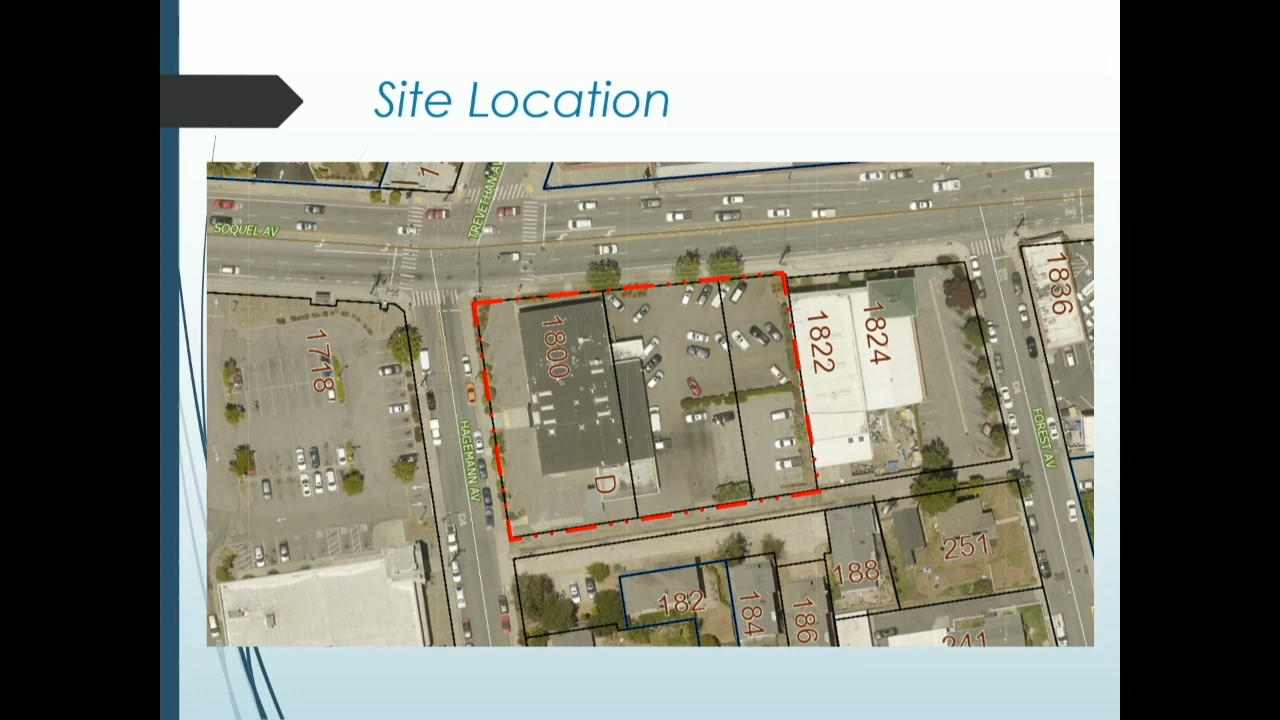 Site Location
1
TREVETHAN AV
SOQUEL AV
1836
1718
1800
1822
1824
HAGEMANN AV
FOREST AV
D
251
188
182
184
186
241